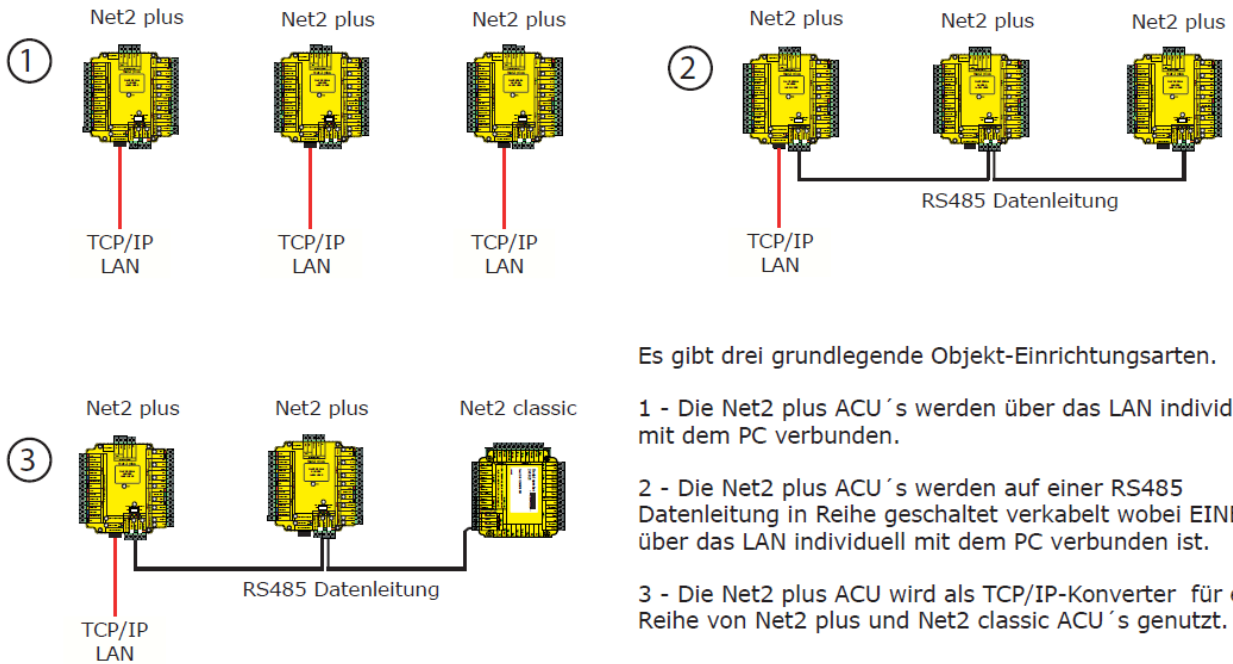 Net2 plus
Net2 plus
Net2 plus
1
TCP/IP
LAN
TCP/IP
LAN
TCP/IP
LAN
Net2 plus
Net2 plus
Net2 plus
2
RS485 Datenleitung
TCP/IP
LAN
Net2 plus
Net2 plus
Net2 classic
3
RS485 Datenleitung
TCP/IP
LAN
Es gibt drei grundlegende Objekt-Einrichtungsarten.
1 - Die Net2 plus ACU´s werden über das LAN individ
mit dem PC verbunden.
2 - Die Net2 plus ACU´s werden auf einer RS485
Datenleitung in Reihe geschaltet verkabelt wobei EIN
über das LAN individuell mit dem PC verbunden ist.
3 - Die Net2 plus ACU wird als TCP/IP-Konverter für
Reihe von Net2 plus und Net2 classic ACU´s genutzt.